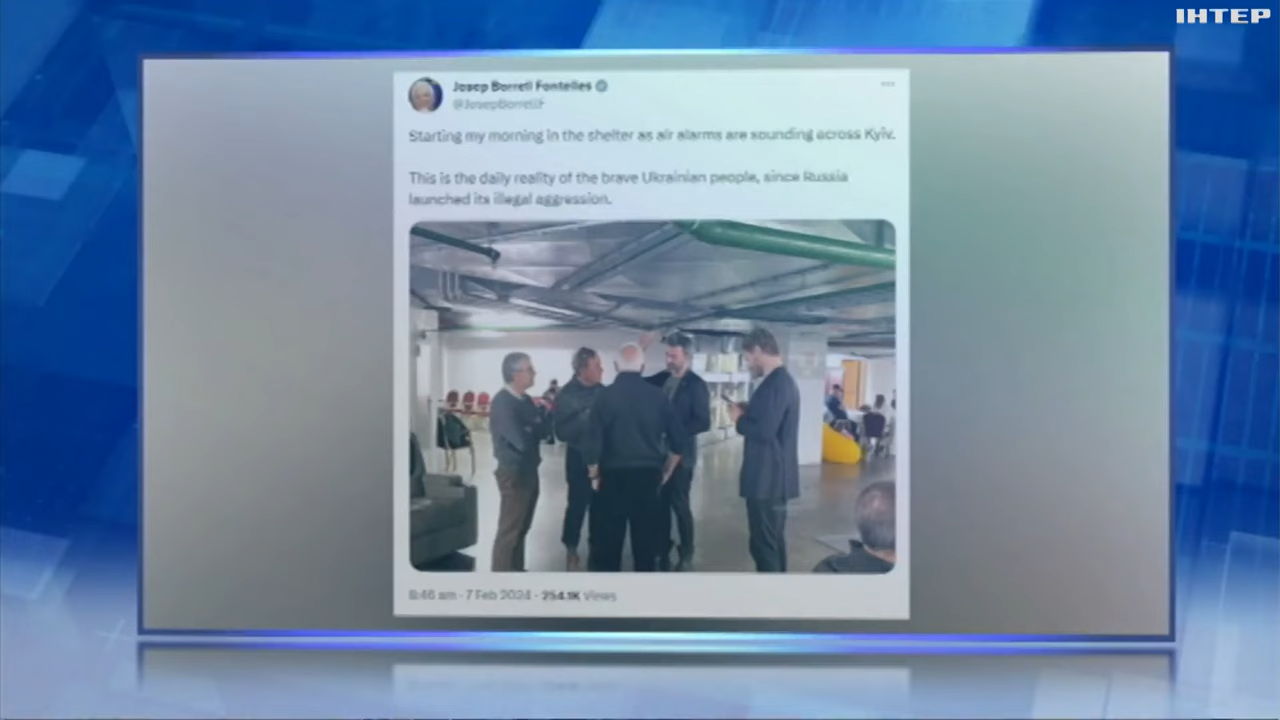 ІНТЕР
Josep Borrell Fontelles
@JosepBorrellF
Starting my morning in the shelter as air alarms are sounding across Kyiv.
This is the daily reality of the brave Ukrainian people, since Russia
launched its illegal aggression.
8:46 am · 7 Feb 2024 · 254.1K Views